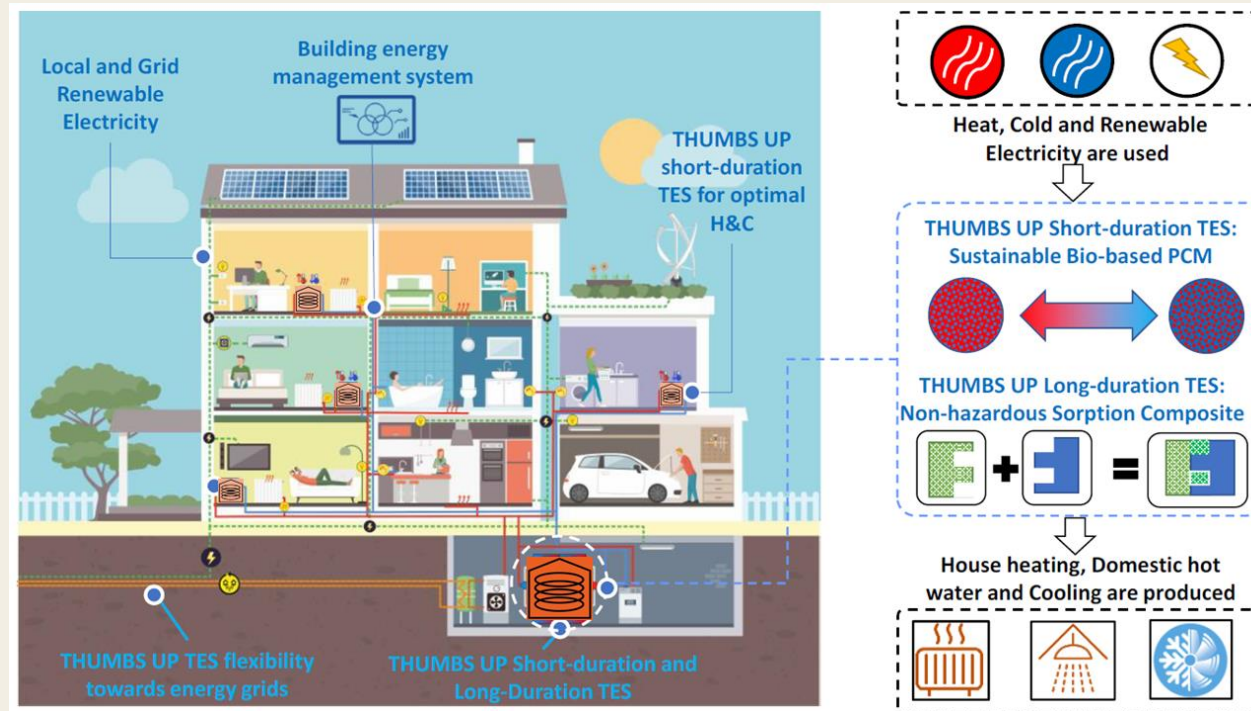 Local and Grid
Renewable
Electricity
Building energy
management system
THUMBS UP
short-duration
TES for optimal
H&C
THUMBS UP TES flexibility
towards energy grids
THUMBS UP Short-duration and
Long-Duration TES
Heat, Cold and Renewable
Electricity are used
THUMBS UP Short-duration TES:
Sustainable Bio-based PCM
THUMBS UP Long-duration TES:
Non-hazardous Sorption Composite
+ =
House heating, Domestic hot
water and Cooling are produced